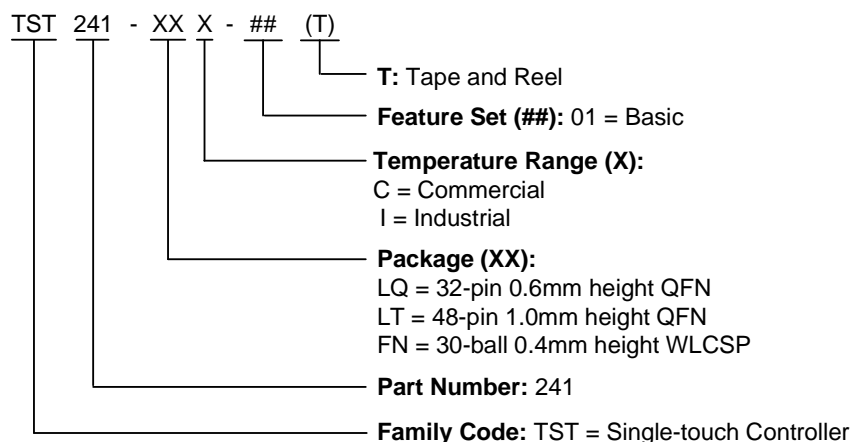 TST 241 - XX X - ## (T)
T: Tape and Reel
Feature Set (##): 01 = Basic
Temperature Range (X):
C = Commercial
I = Industrial
Package (XX):
LQ = 32-pin 0.6mm height QFN
LT = 48-pin 1.0mm height QFN
FN = 30-ball 0.4mm height WLCSP
Part Number: 241
Family Code: TST = Single-touch Controller